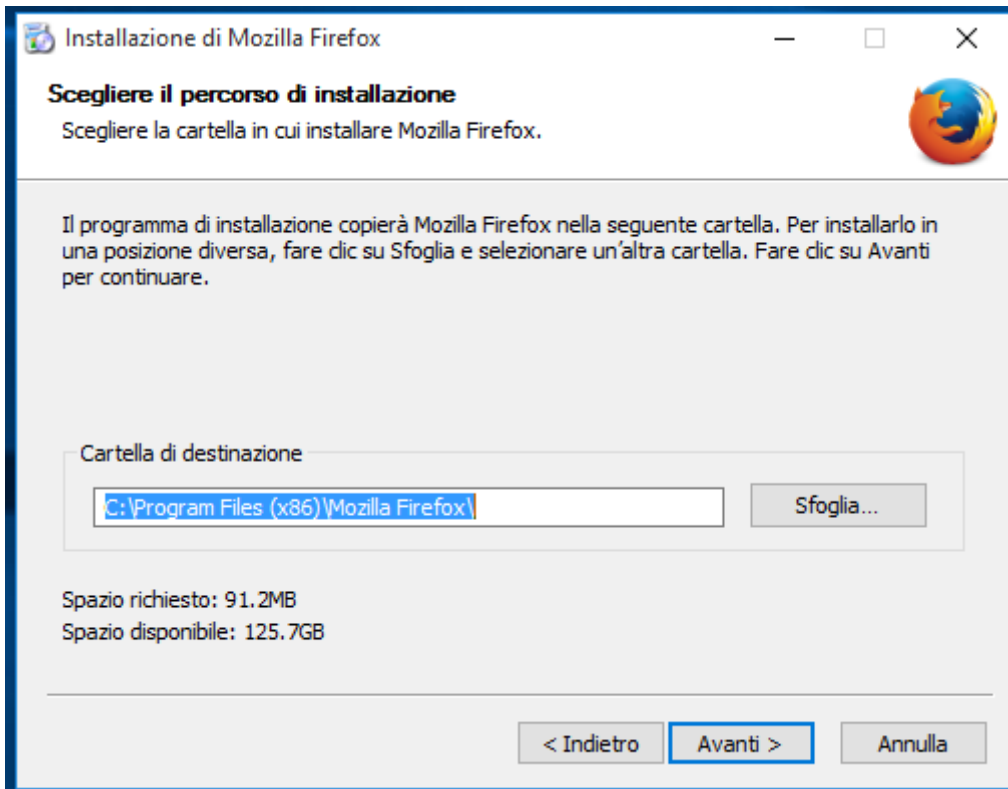 Installazione di Mozilla Firefox
Scegliere il percorso di installazione
Scegliere la cartella in cui installare Mozilla Firefox.
Il programma di installazione copierà Mozilla Firefox nella seguente cartella. Per installarlo in
una posizione diversa, fare clic su Sfoglia e selezionare un’altra cartella. Fare clic su Avanti
per continuare.
Cartella di destinazione
C:\Program Files (x86)\Mozilla Firefox\
Sfoglia...
Spazio richiesto: 91.2MB
Spazio disponibile: 125.7GB
< Indietro
Avanti >
Annulla